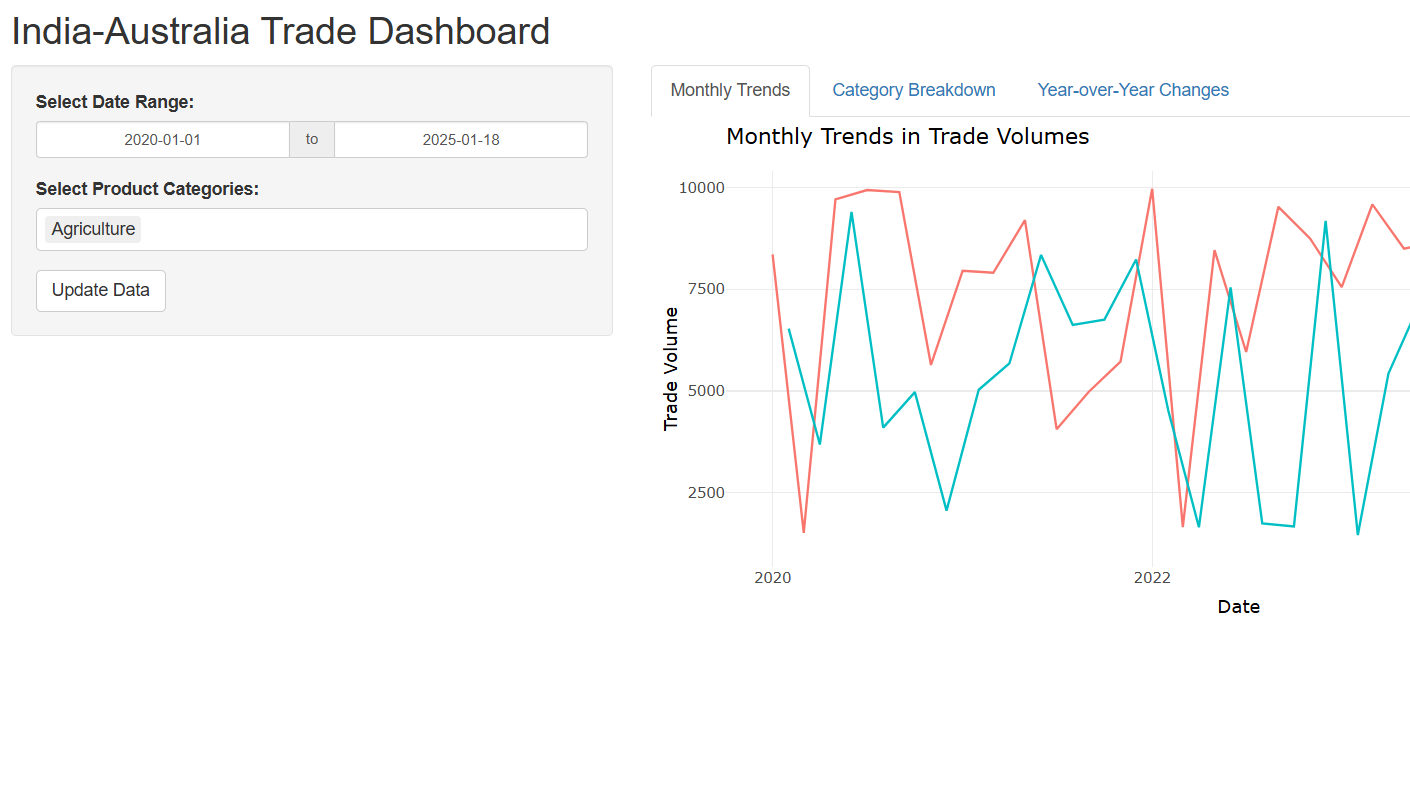 India-Australia Trade Dashboard
Select Date Range:
2020-01-01 to 2025-01-18
Select Product Categories:
Agriculture
Update Data
Monthly Trends Category Breakdown Year-over-Year Changes
Monthly Trends in Trade Volumes
Trade Volume
10000
7500
5000
2500
2020 2022
Date